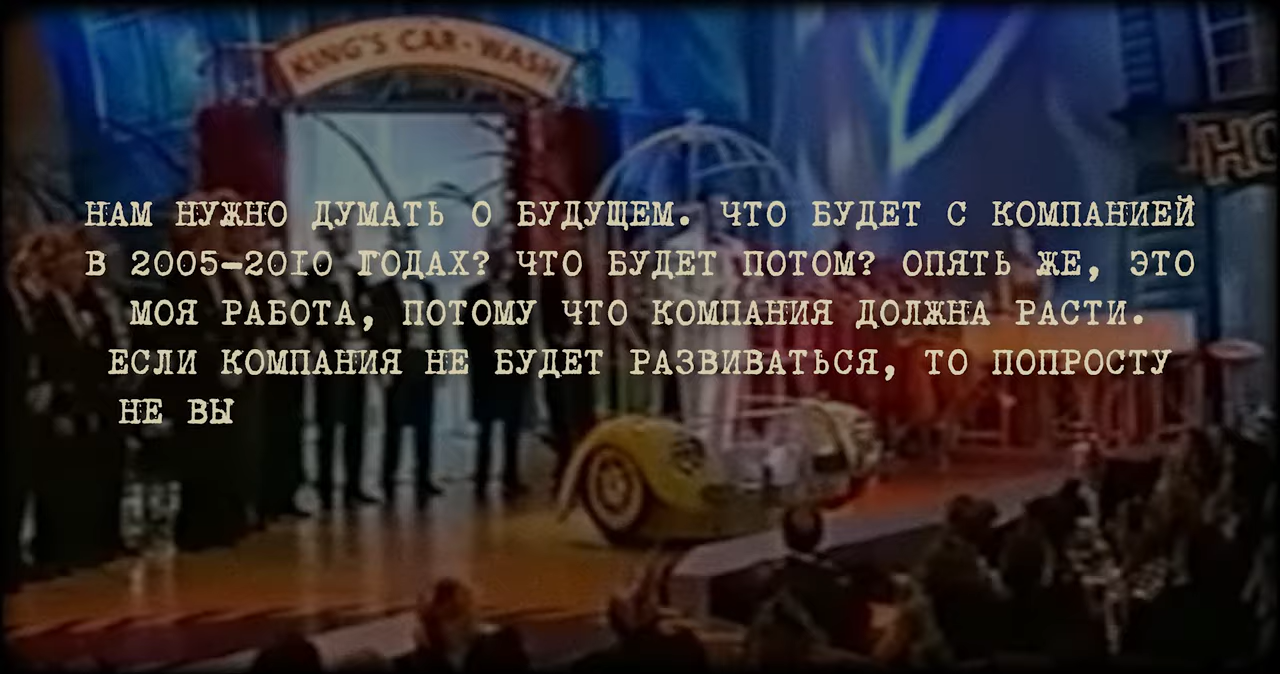 KING'S CAR-WASH
НАМ НУЖНО ДУМАТЬ О БУДУЩЕМ. ЧТО БУДЕТ С КОМПАНИЕЙ
В 2005-2010 ГОДАХ? ЧТО БУДЕТ ПОТОМ? ОПЯТЬ ЖЕ, ЭТО
МОЯ РАБОТА, ПОТОМУ ЧТО КОМПАНИЯ ДОЛЖНА РАСТИ.
ЕСЛИ КОМПАНИЯ НЕ БУДЕТ РАЗВИВАТЬСЯ, ТО ПОПРОСТУ
НЕ ВЫ